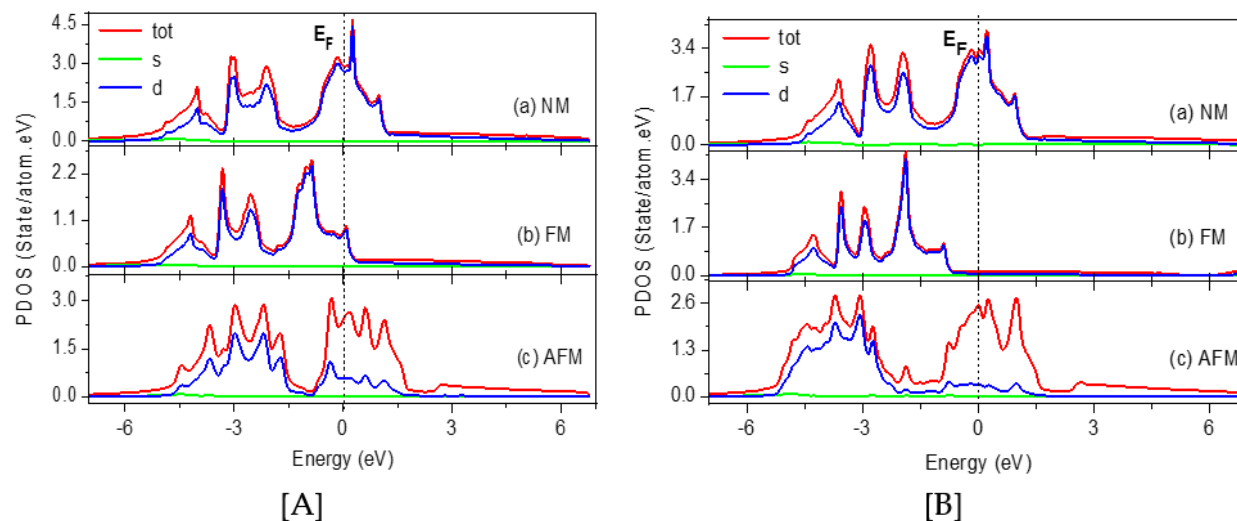 4.5
3.0
1.5
0.0
tot
s
d
E_F
(a) NM
2.2
1.1
0.0
(b) FM
3.0
1.5
0.0
(c) AFM
-6 -3 0 3 6
Energy (eV)
PDOS (State/atom.eV)
[A]
3.4
1.7
0.0
tot
s
d
E_F
(a) NM
3.4
1.7
0.0
(b) FM
2.6
1.3
0.0
(c) AFM
-6 -3 0 3 6
Energy (eV)
PDOS (State/atom.eV)
[B]